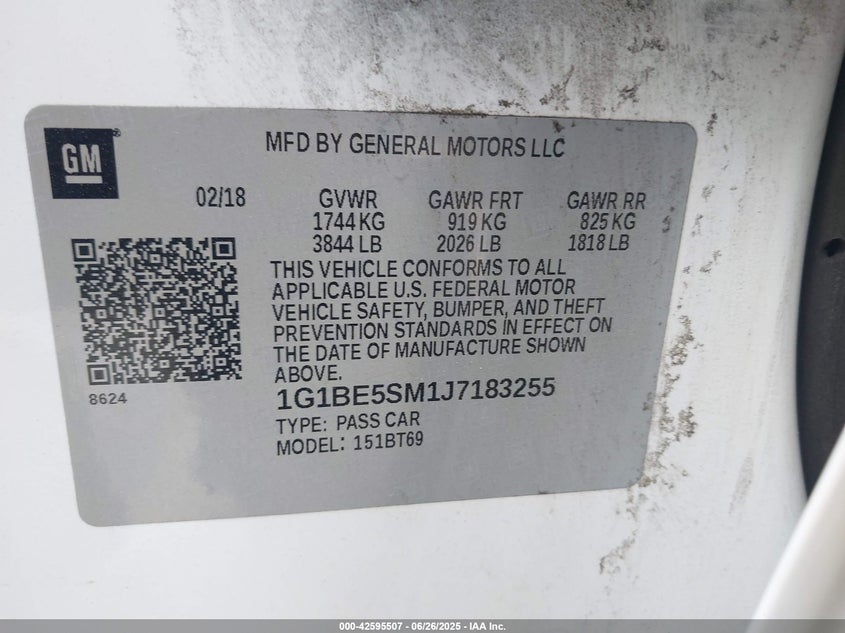 GM
MFD BY GENERAL MOTORS LLC
02/18 GVWR GAWR FRT GAWR RR
1744 KG 919 KG 825 KG
3844 LB 2026 LB 1818 LB
THIS VEHICLE CONFORMS TO ALL
APPLICABLE U.S. FEDERAL MOTOR
VEHICLE SAFETY, BUMPER, AND THEFT
PREVENTION STANDARDS IN EFFECT ON
THE DATE OF MANUFACTURE SHOWN
ABOVE.
8624
1G1BE5SM1J7183255
TYPE: PASS CAR
MODEL: 151BT69
000-42595507 - 06/26/2025 - IAA Inc.